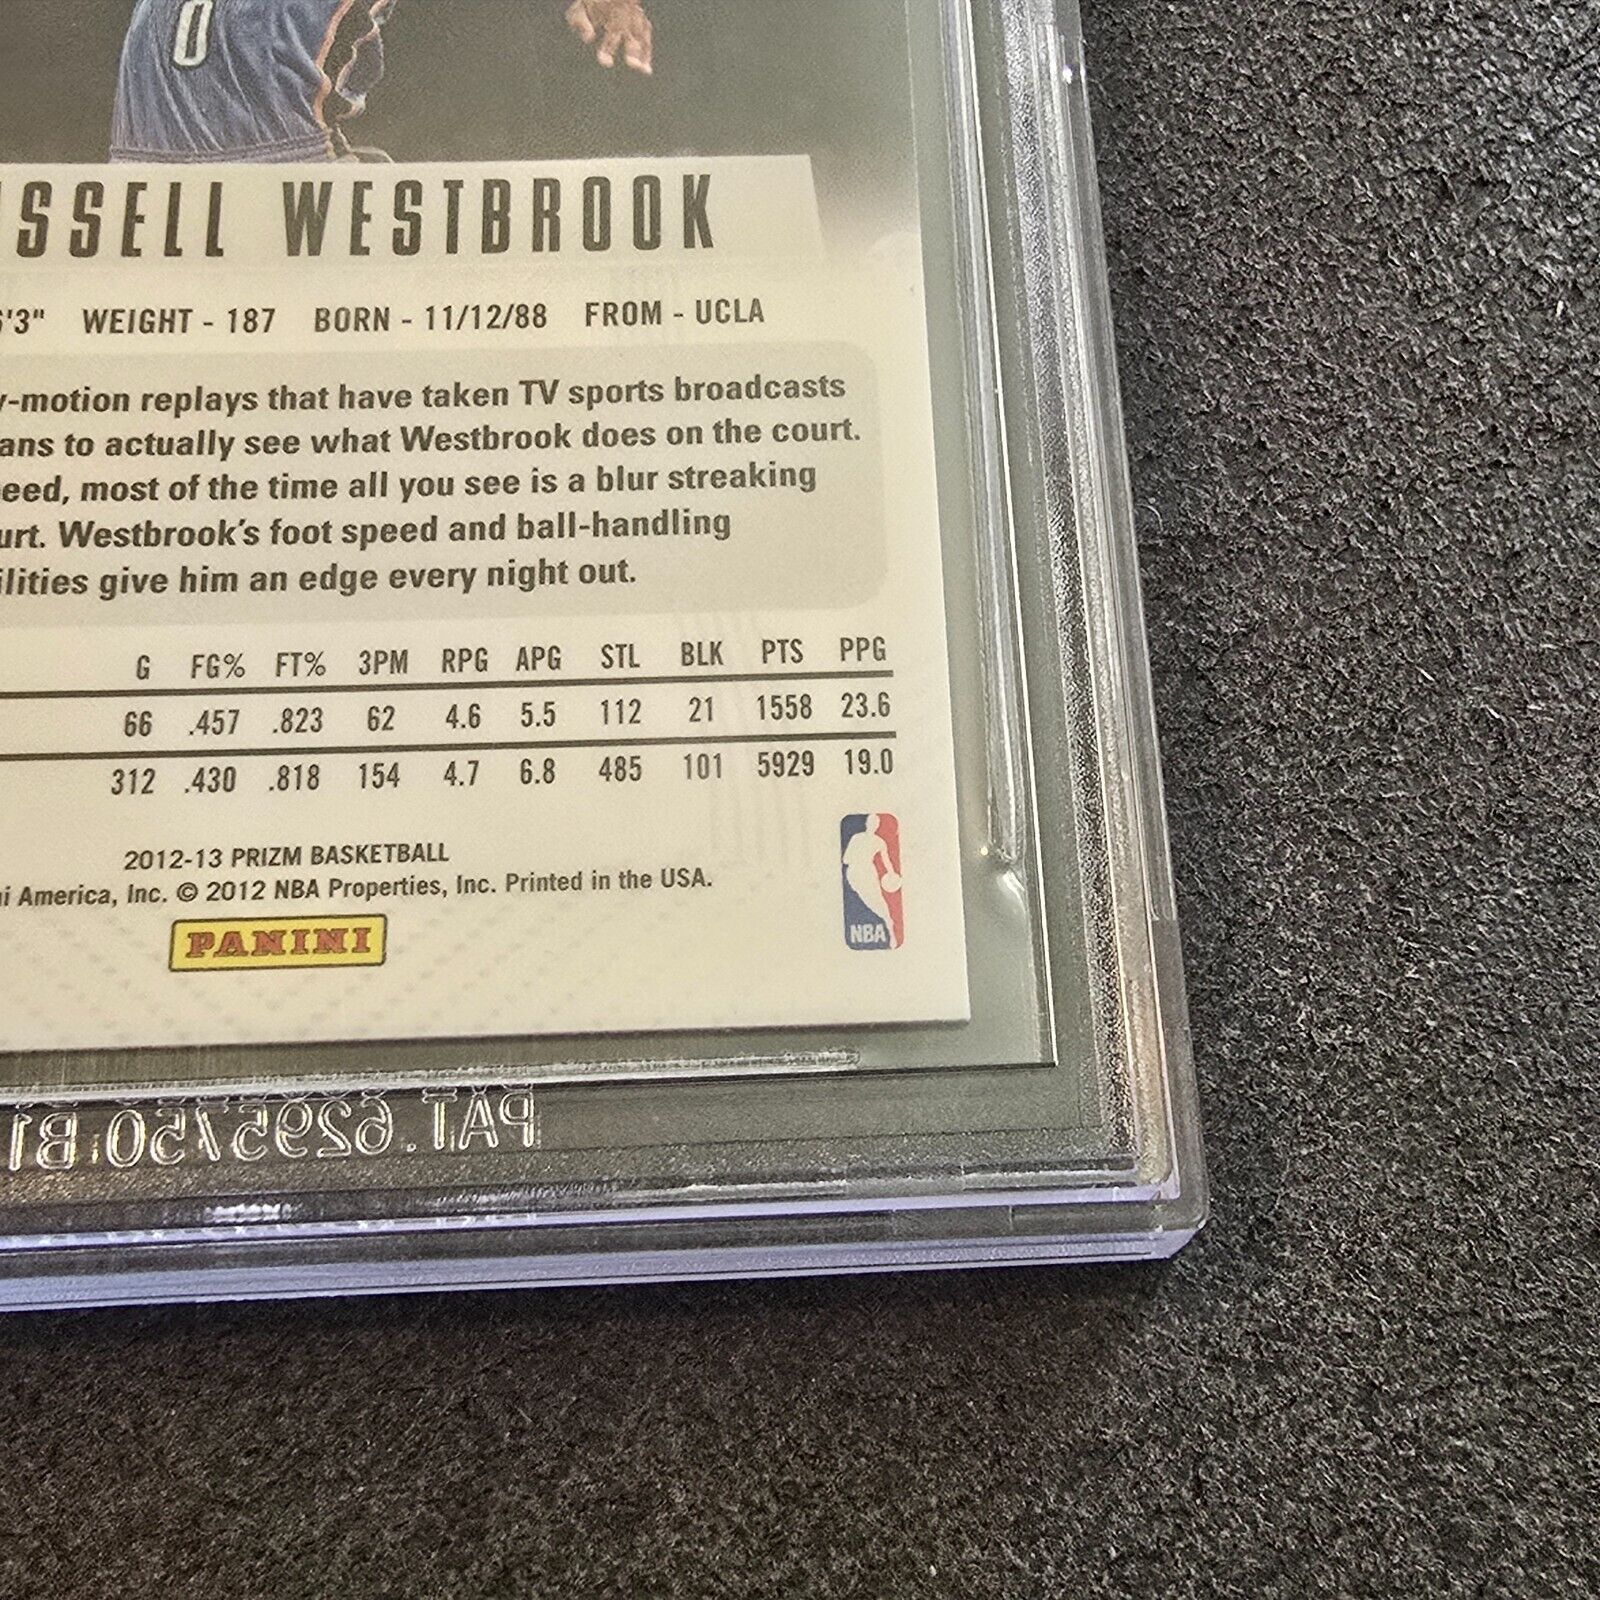 0
SSELL WESTBROOK
6'3" WEIGHT - 187 BORN - 11/12/88 FROM - UCLA
-motion replays that have taken TV sports broadcasts
ans to actually see what Westbrook does on the court.
eed, most of the time all you see is a blur streaking
urt. Westbrook's foot speed and ball-handling
ilities give him an edge every night out.
G FG% FT% 3PM RPG APG STL BLK PTS PPG
66 .457 .823 62 4.6 5.5 112 21 1558 23.6
312 .430 .818 154 4.7 6.8 485 101 5929 19.0
2012-13 PRIZM BASKETBALL
ni America, Inc. © 2012 NBA Properties, Inc. Printed in the USA.
PANINI
NBA
PAT. 6295750 B1